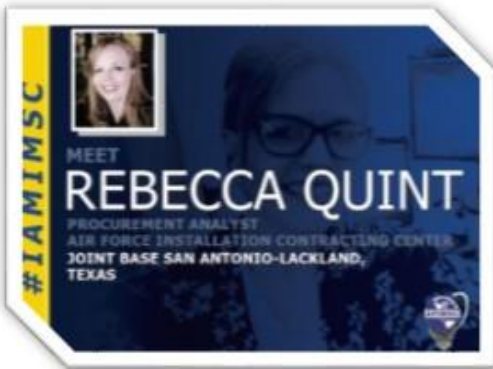 #IAMIMSC
MEET
REBECCA QUINT
PROCUREMENT ANALYST
AIR FORCE INSTALLATION CONTRACTING CENTER
JOINT BASE SAN ANTONIO-LACKLAND,
TEXAS